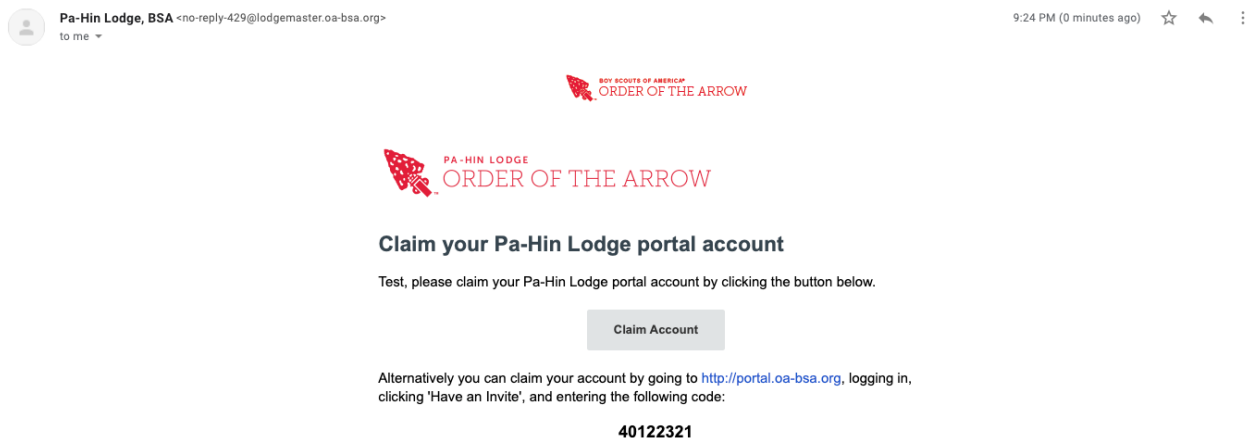 Pa-Hin Lodge, BSA <no-reply-429@lodgemaster.oa-bsa.org>
9:24 PM (0 minutes ago)
to me
BOY SCOUTS OF AMERICA®
ORDER OF THE ARROW™
PA-HIN LODGE
ORDER OF THE ARROW™
Claim your Pa-Hin Lodge portal account
Test, please claim your Pa-Hin Lodge portal account by clicking the button below.
Claim Account
Alternatively you can claim your account by going to http://portal.oa-bsa.org, logging in,
clicking 'Have an Invite', and entering the following code:
40122321